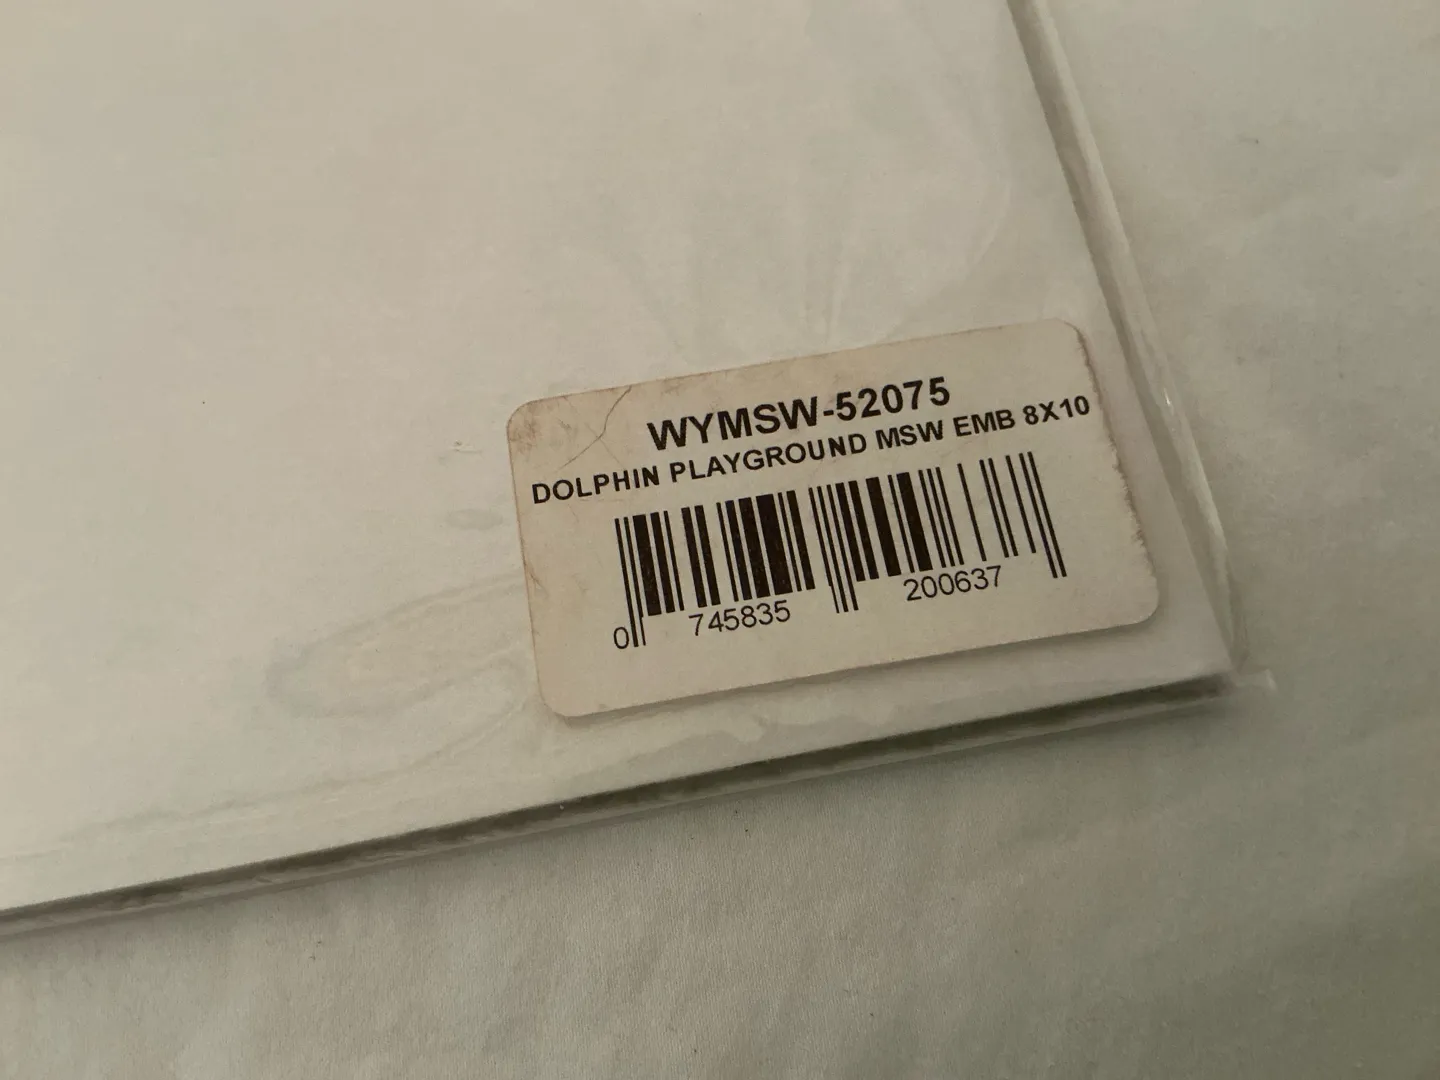 WYMSW-52075
DOLPHIN PLAYGROUND MSW EMB 8X10
0 745835 200637